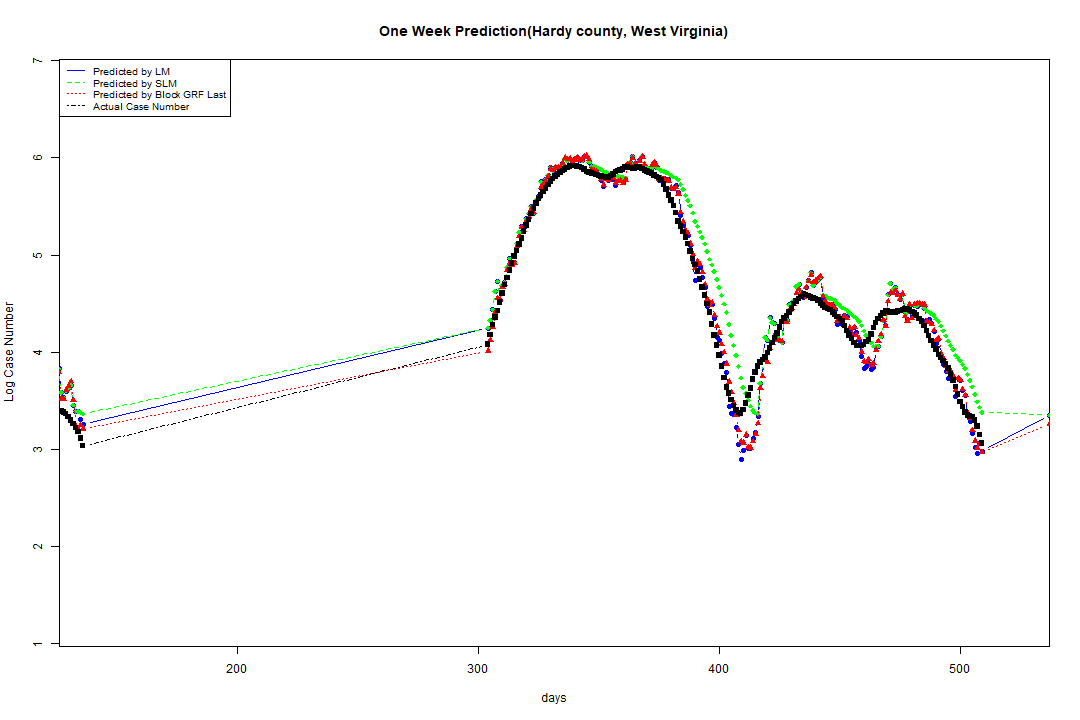 One Week Prediction(Hardy county, West Virginia)
7
Predicted by LM
Predicted by SLM
Predicted by Block GRF Last
Actual Case Number
6
5
4
3
2
1
Log Case Number
200 300 400 500
days